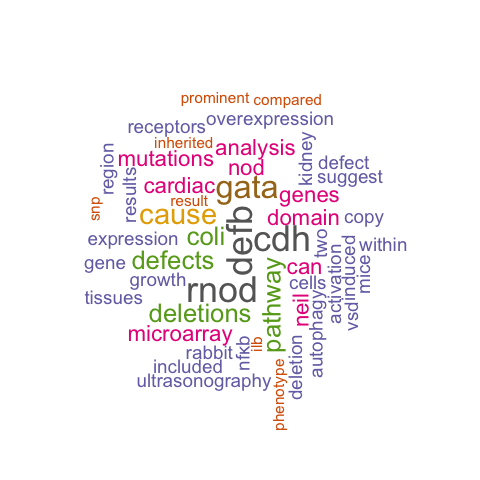 prominent
compared
overexpression
receptors
inherited
analysis
kidney
region
mutations
nod
defect
suggest
cardiac
gata
genes
results
result
snp
cause
defb
domain
copy
expression
coli
cdh
two
within
gene
defects
pathway
can
activation
induced
mice
growth
rnod
cells
vsd
tissues
deletions
neil
autophagy
microarray
rabbit
nfkb
ilb
deletion
included
ultrasonography
phenotype